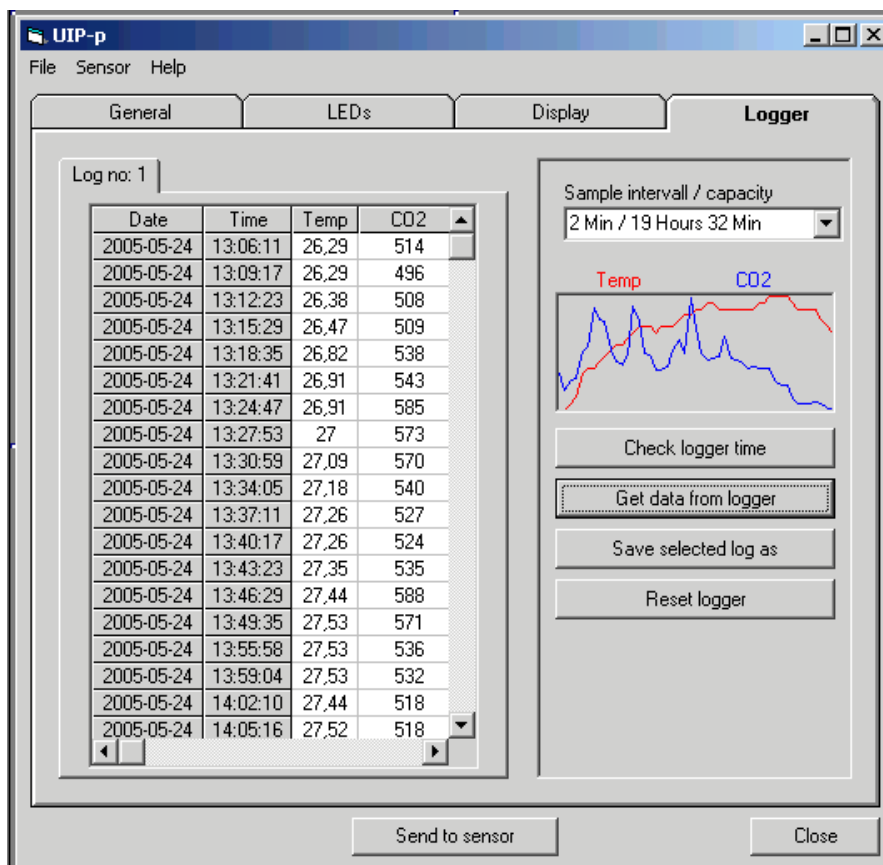 UIP-p
File Sensor Help
General LEDs Display Logger
Log no: 1
Date Time Temp CO2
2005-05-24 13:06:11 26,29 514
2005-05-24 13:09:17 26,29 496
2005-05-24 13:12:23 26,38 508
2005-05-24 13:15:29 26,47 509
2005-05-24 13:18:35 26,82 538
2005-05-24 13:21:41 26,91 543
2005-05-24 13:24:47 26,91 585
2005-05-24 13:27:53 27 573
2005-05-24 13:30:59 27,09 570
2005-05-24 13:34:05 27,18 540
2005-05-24 13:37:11 27,26 527
2005-05-24 13:40:17 27,26 524
2005-05-24 13:43:23 27,35 535
2005-05-24 13:46:29 27,44 588
2005-05-24 13:49:35 27,53 571
2005-05-24 13:55:58 27,53 536
2005-05-24 13:59:04 27,53 532
2005-05-24 14:02:10 27,44 518
2005-05-24 14:05:16 27,52 518
Sample intervall / capacity
2 Min / 19 Hours 32 Min
Temp CO2
Check logger time
Get data from logger
Save selected log as
Reset logger
Send to sensor Close